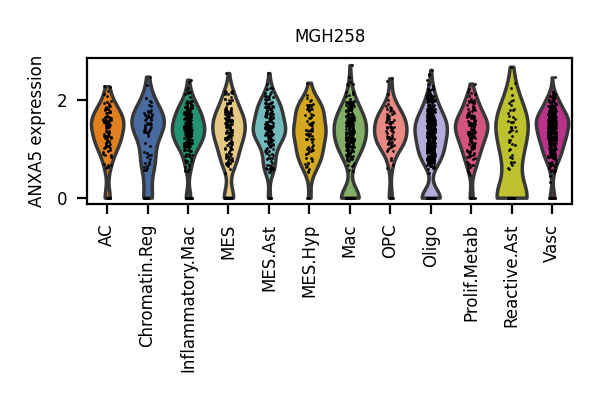 MGH258
ANXA5 expression
2
0
AC
Chromatin.Reg
Inflammatory.Mac
MES
MES.Ast
MES.Hyp
Mac
OPC
Oligo
Prolif.Metab
Reactive.Ast
Vasc